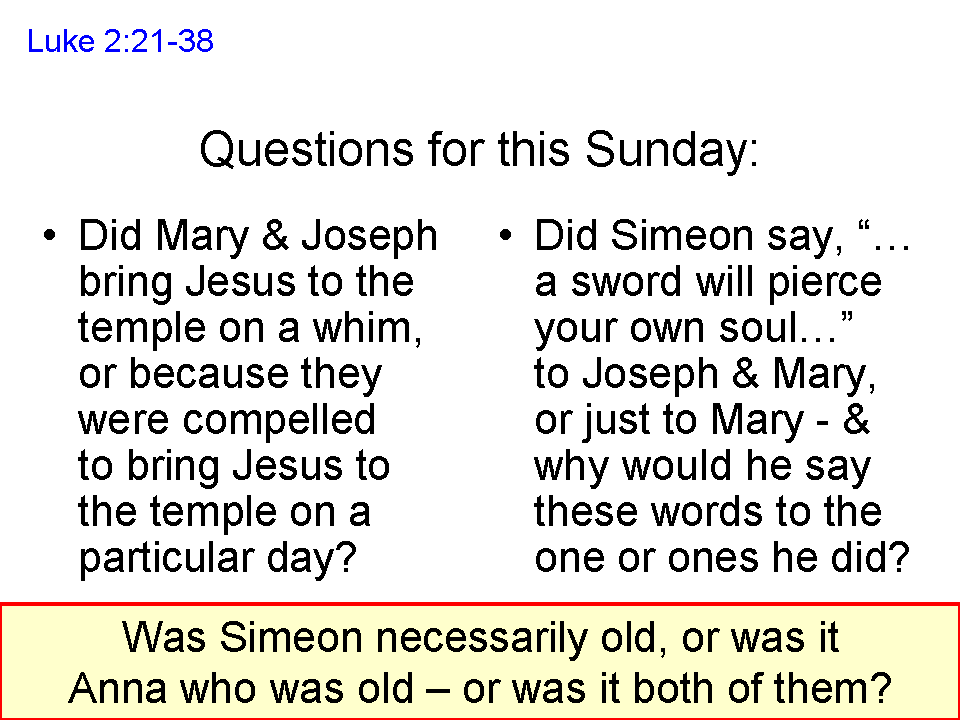 Luke 2:21-38
Questions for this Sunday:
• Did Mary & Joseph
bring Jesus to the
temple on a whim,
or because they
were compelled
to bring Jesus to
the temple on a
particular day?
• Did Simeon say, “…
a sword will pierce
your own soul…”
to Joseph & Mary,
or just to Mary - &
why would he say
these words to the
one or ones he did?
Was Simeon necessarily old, or was it
Anna who was old – or was it both of them?